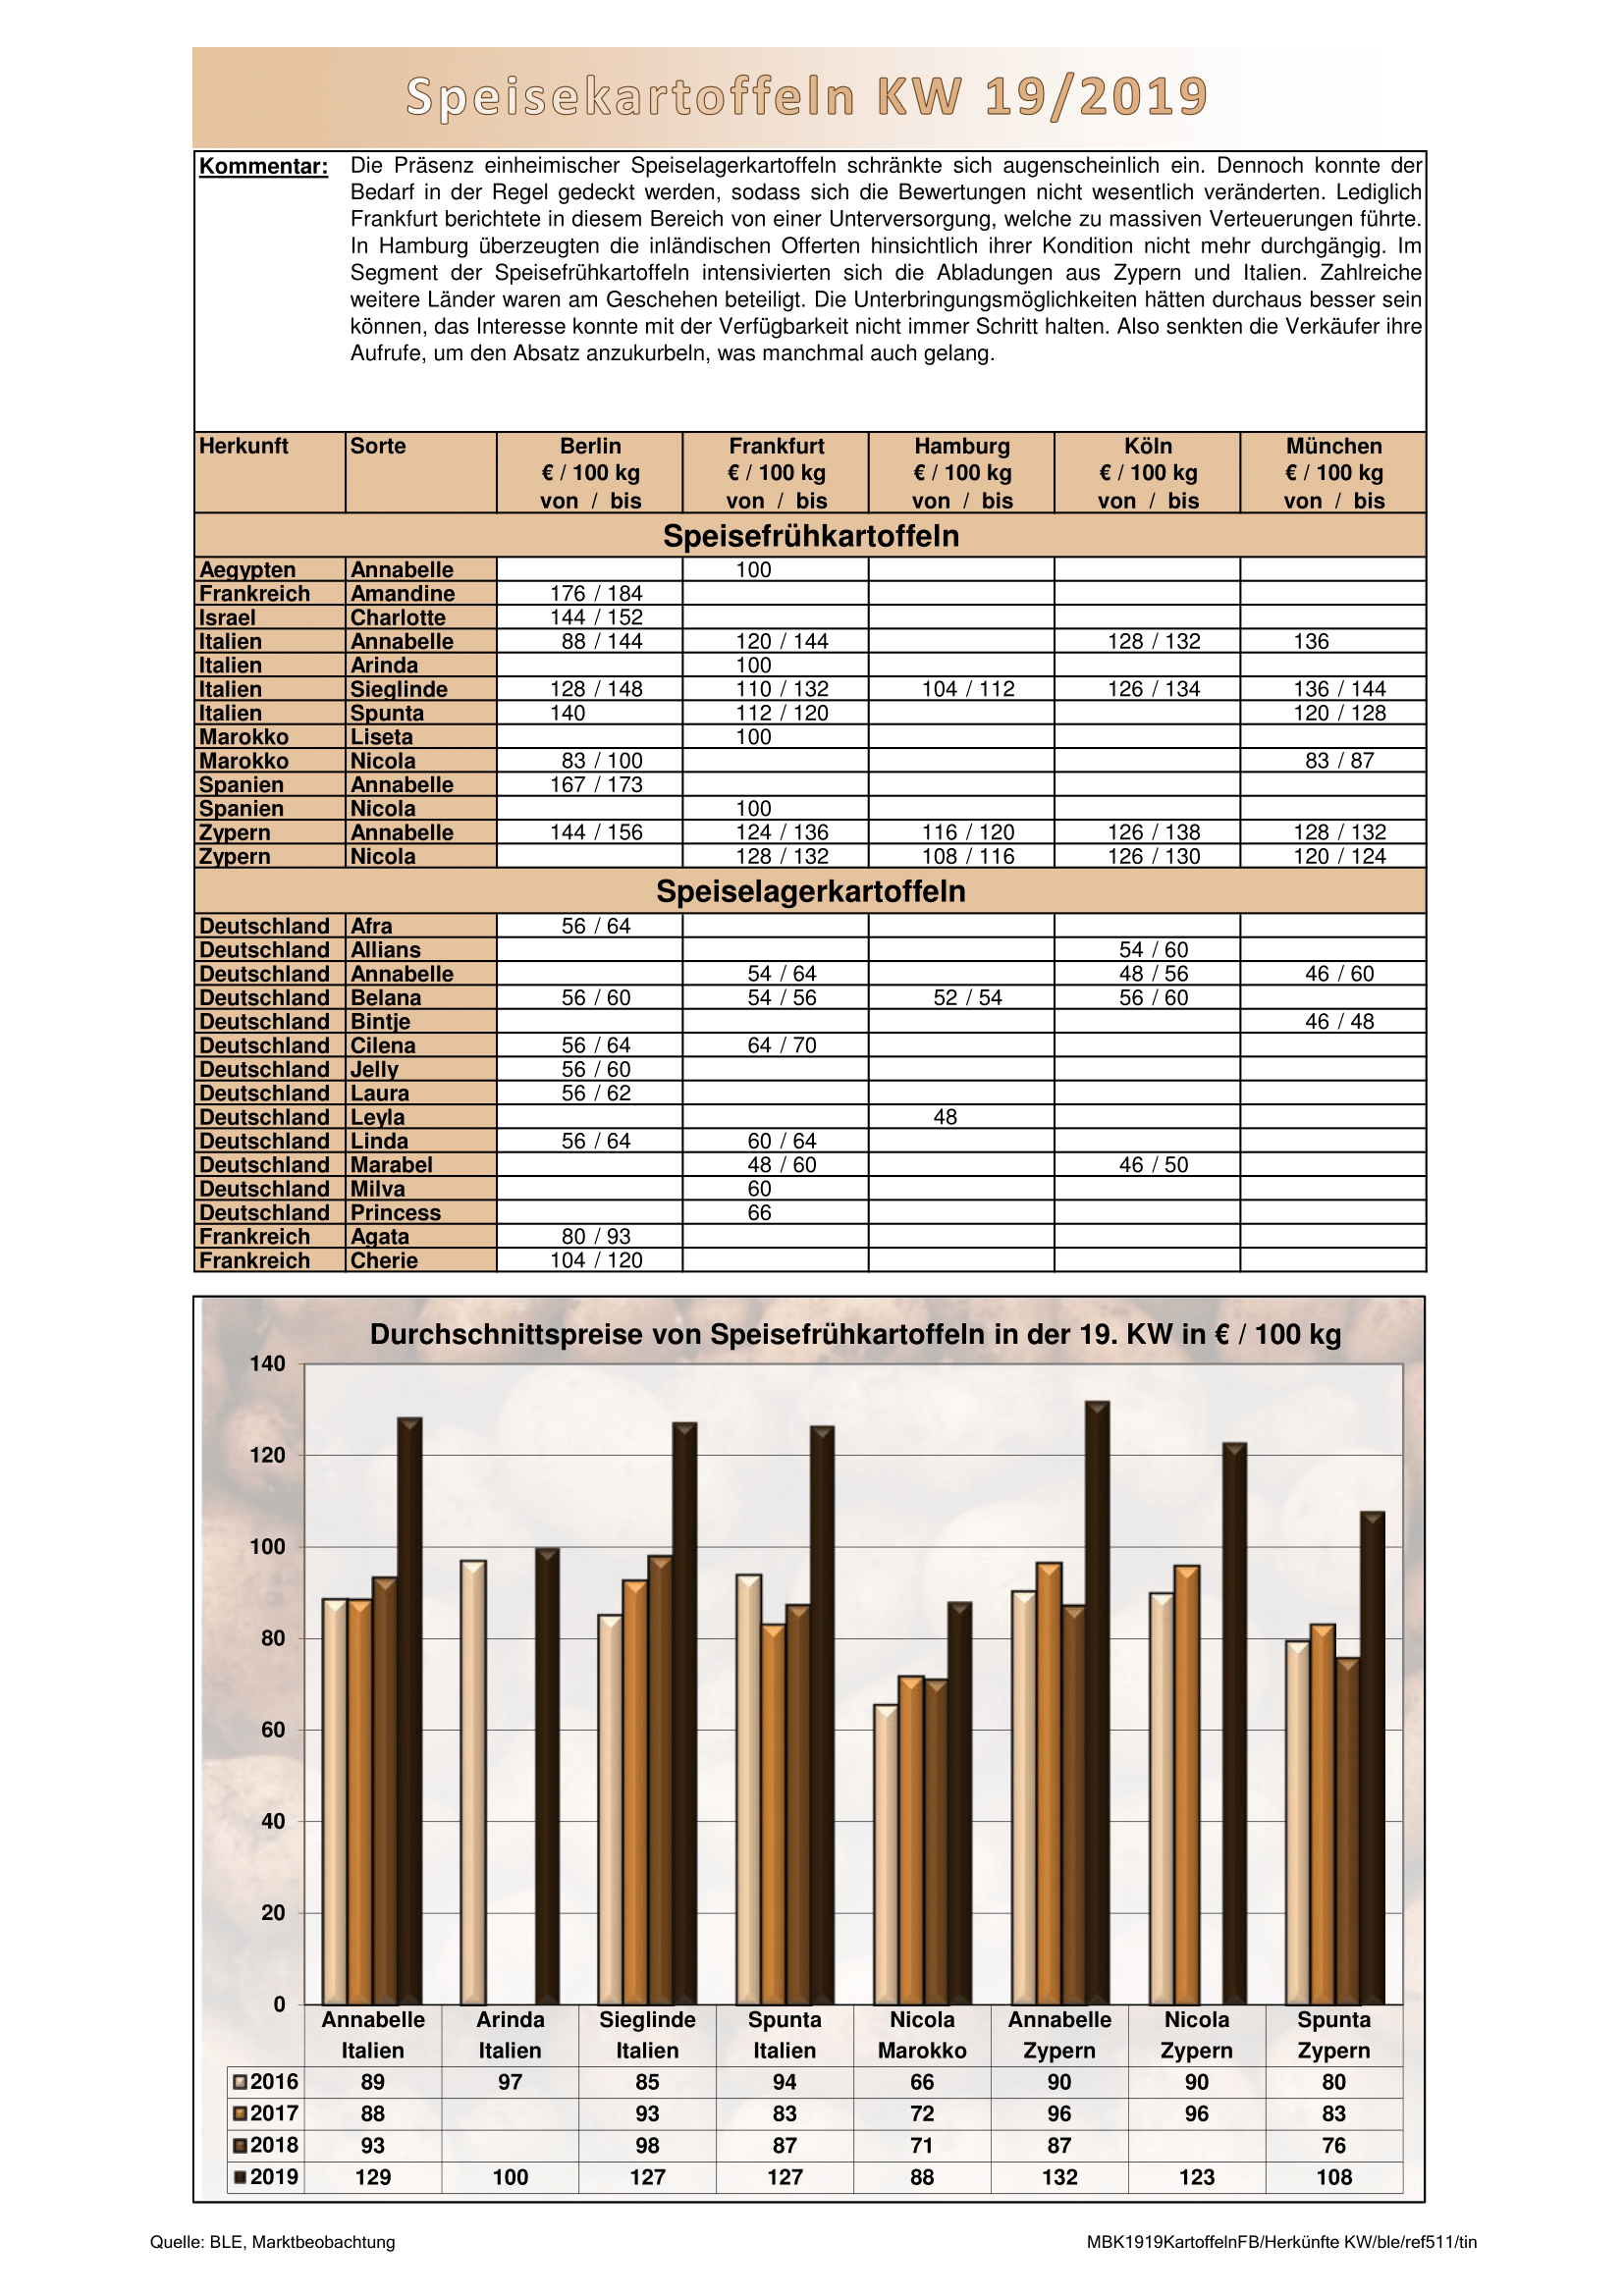 Speisekartoffeln KW 19/2019
Kommentar: Die Präsenz einheimischer Speiselagerkartoffeln schränkte sich augenscheinlich ein. Dennoch konnte der
Bedarf in der Regel gedeckt werden, sodass sich die Bewertungen nicht wesentlich veränderten. Lediglich
Frankfurt berichtete in diesem Bereich von einer Unterversorgung, welche zu massiven Verteuerungen führte.
In Hamburg überzeugten die inländischen Offerten hinsichtlich ihrer Kondition nicht mehr durchgängig. Im
Segment der Speisefrühkartoffeln intensivierten sich die Abladungen aus Zypern und Italien. Zahlreiche
weitere Länder waren am Geschehen beteiligt. Die Unterbringungsmöglichkeiten hätten durchaus besser sein
können, das Interesse konnte mit der Verfügbarkeit nicht immer Schritt halten. Also senkten die Verkäufer ihre
Aufrufe, um den Absatz anzukurbeln, was manchmal auch gelang.
Herkunft Sorte Berlin Frankfurt Hamburg Köln München
€ / 100 kg € / 100 kg € / 100 kg € / 100 kg € / 100 kg
von / bis von / bis von / bis von / bis von / bis
Speisefrühkartoffeln
Aegypten Annabelle 100
Frankreich Amandine 176 / 184
Israel Charlotte 144 / 152
Italien Annabelle 88 / 144 120 / 144 128 / 132 136
Italien Arinda 100
Italien Sieglinde 128 / 148 110 / 132 104 / 112 126 / 134 136 / 144
Italien Spunta 140 112 / 120 120 / 128
Marokko Liseta 100
Marokko Nicola 83 / 100 83 / 87
Spanien Annabelle 167 / 173
Spanien Nicola 100
Zypern Annabelle 144 / 156 124 / 136 116 / 120 126 / 138 128 / 132
Zypern Nicola 128 / 132 108 / 116 126 / 130 120 / 124
Speiselagerkartoffeln
Deutschland Afra 56 / 64
Deutschland Allians 54 / 60
Deutschland Annabelle 54 / 64 48 / 56 46 / 60
Deutschland Belana 56 / 60 54 / 56 52 / 54 56 / 60
Deutschland Bintje 46 / 48
Deutschland Cilena 56 / 64 64 / 70
Deutschland Jelly 56 / 60
Deutschland Laura 56 / 62
Deutschland Leyla 48
Deutschland Linda 56 / 64 60 / 64
Deutschland Marabel 48 / 60 46 / 50
Deutschland Milva 60
Deutschland Princess 66
Frankreich Agata 80 / 93
Frankreich Cherie 104 / 120
Durchschnittspreise von Speisefrühkartoffeln in der 19. KW in € / 100 kg
140
120
100
80
60
40
20
0
Annabelle Arinda Sieglinde Spunta Nicola Annabelle Nicola Spunta
Italien Italien Italien Italien Marokko Zypern Zypern Zypern
2016 89 97 85 94 66 90 90 80
2017 88 93 83 72 96 96 83
2018 93 98 87 71 87 76
2019 129 100 127 127 88 132 123 108
Quelle: BLE, Marktbeobachtung MBK1919KartoffelnFB/Herkünfte KW/ble/ref511/tin